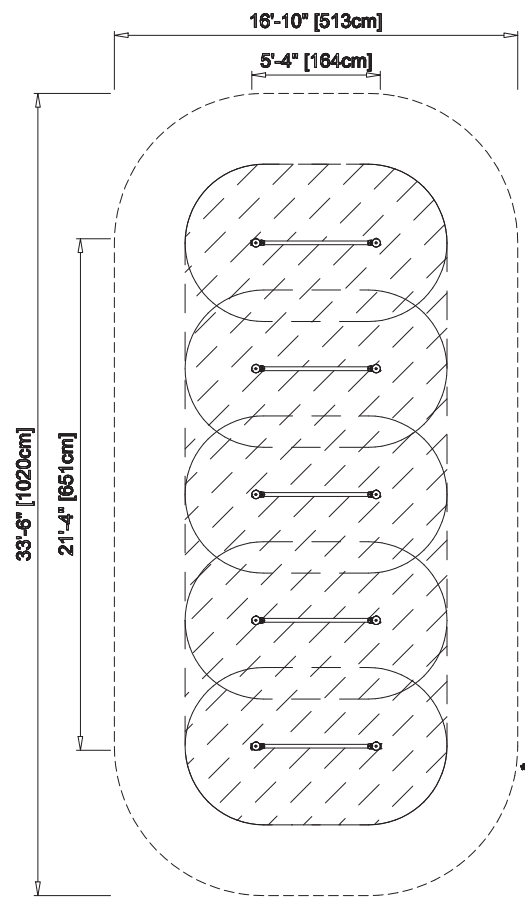 16'-10" [513cm]
5'-4" [164cm]
33'-6" [1020cm]
21'-4" [651cm]
*